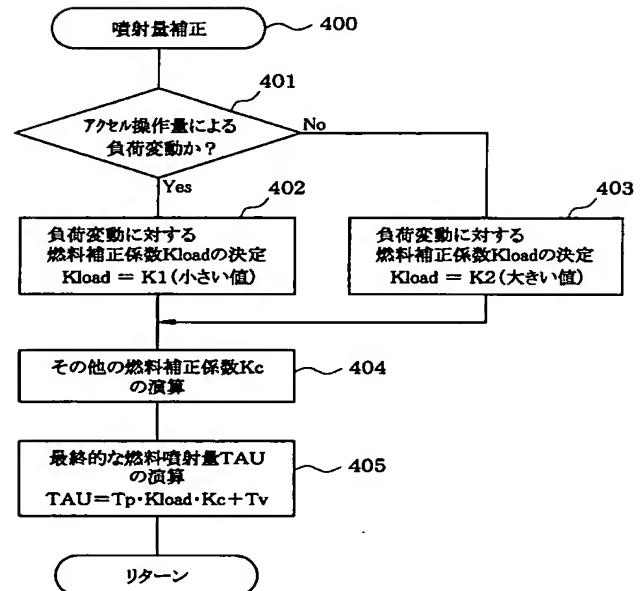 噴射量補正
400
401
アクセル操作量による
負荷変動か？
No
Yes
402
403
負荷変動に対する
燃料補正係数Kloadの決定
Kload = K1(小さい値)
負荷変動に対する
燃料補正係数Kloadの決定
Kload = K2(大きい値)
その他の燃料補正係数Kc
の演算
404
最終的な燃料噴射量TAU
の演算
TAU=Tp・Kload・Kc+Tv
405
リターン